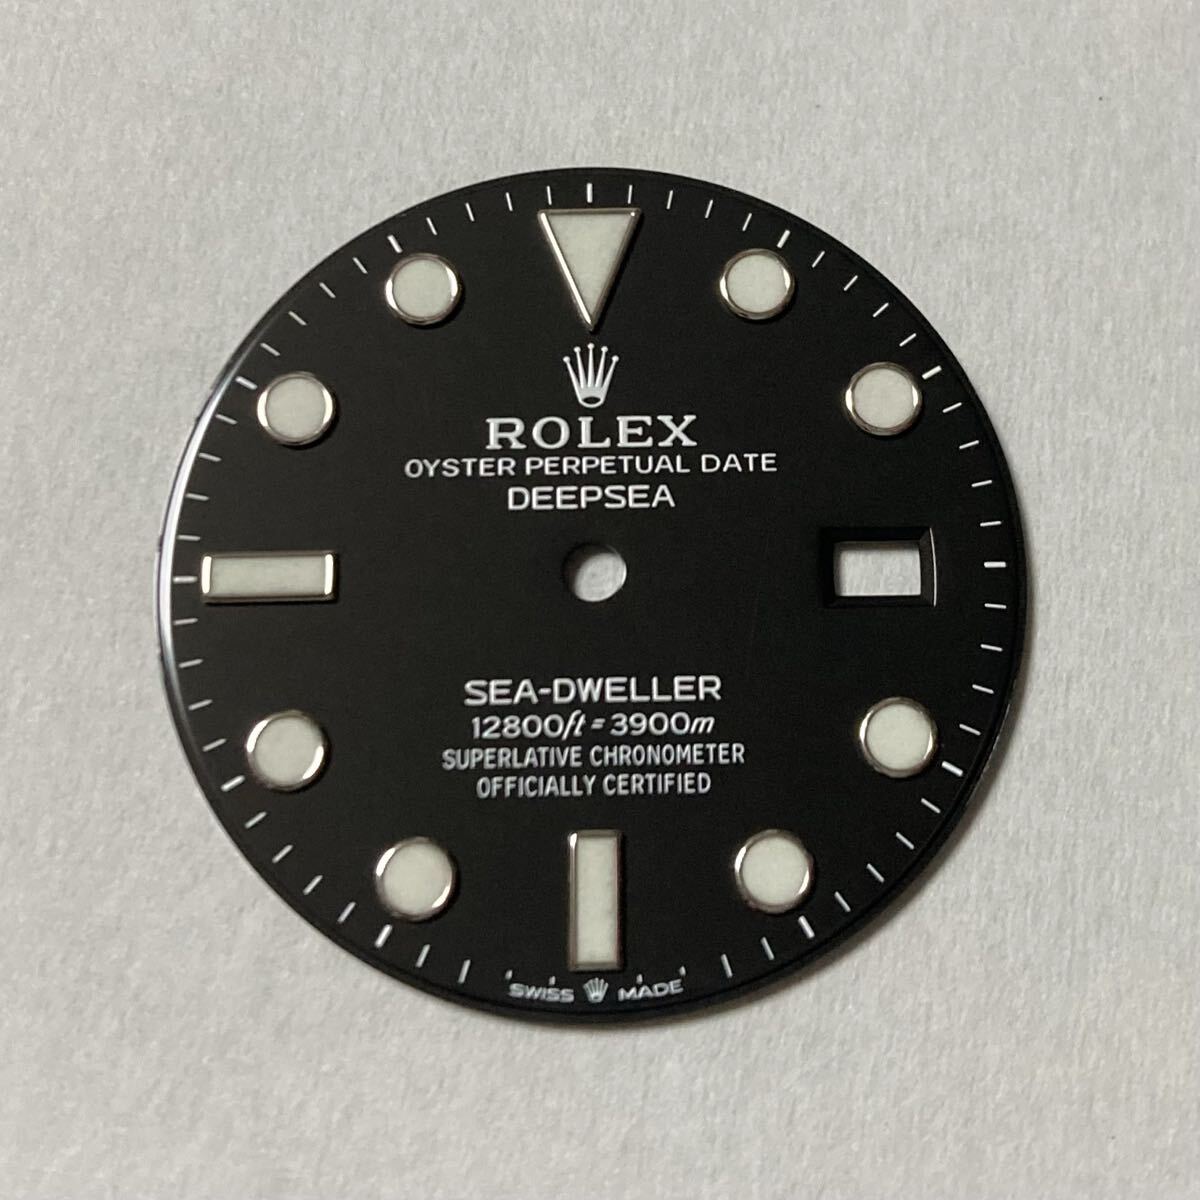 ROLEX
OYSTER PERPETUAL DATE
DEEPSEA
SEA-DWELLER
12800ft = 3900m
SUPERLATIVE CHRONOMETER
OFFICIALLY CERTIFIED
SWISS MADE